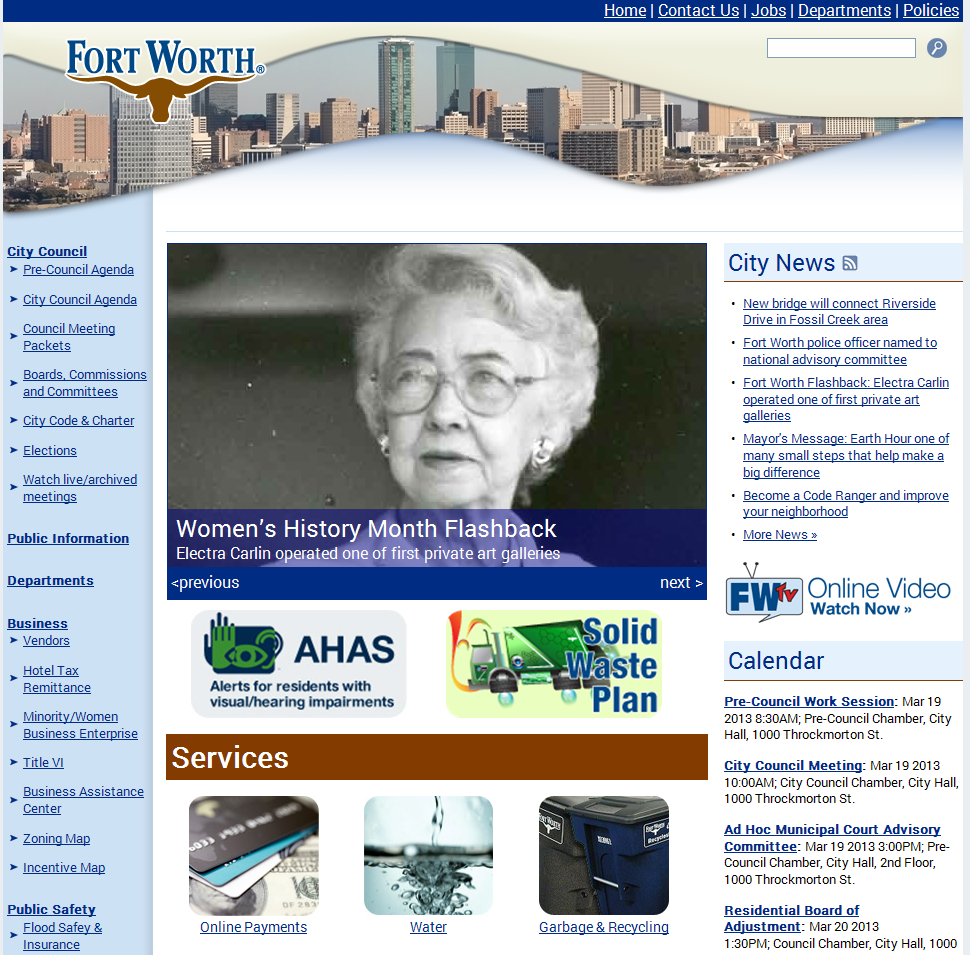 Home | Contact Us | Jobs | Departments | Policies
FORT WORTH®
City Council
Pre-Council Agenda
City Council Agenda
Council Meeting
Packets
Boards, Commissions
and Committees
City Code & Charter
Elections
Watch live/archived
meetings
Public Information
Departments
Business
Vendors
Hotel Tax
Remittance
Minority/Women
Business Enterprise
Title VI
Business Assistance
Center
Zoning Map
Incentive Map
Public Safety
Flood Safey &
Insurance
Women's History Month Flashback
Electra Carlin operated one of first private art galleries
<previous next >
AHAS
Alerts for residents with
visual/hearing impairments
Solid
Waste
Plan
Services
FORT WORTH
FORT WORTH
Online Payments
Water
Garbage & Recycling
City News
• New bridge will connect Riverside
Drive in Fossil Creek area
• Fort Worth police officer named to
national advisory committee
• Fort Worth Flashback: Electra Carlin
operated one of first private art
galleries
• Mayor's Message: Earth Hour one of
many small steps that help make a
big difference
• Become a Code Ranger and improve
your neighborhood
• More News »
FWTV Online Video
Watch Now »
Calendar
Pre-Council Work Session: Mar 19
2013 8:30AM; Pre-Council Chamber, City
Hall, 1000 Throckmorton St.
City Council Meeting: Mar 19 2013
10:00AM; City Council Chamber, City Hall,
1000 Throckmorton St.
Ad Hoc Municipal Court Advisory
Committee: Mar 19 2013 3:00PM; Pre-
Council Chamber, City Hall, 2nd Floor,
1000 Throckmorton St.
Residential Board of
Adjustment: Mar 20 2013
1:30PM; Council Chamber, City Hall, 1000